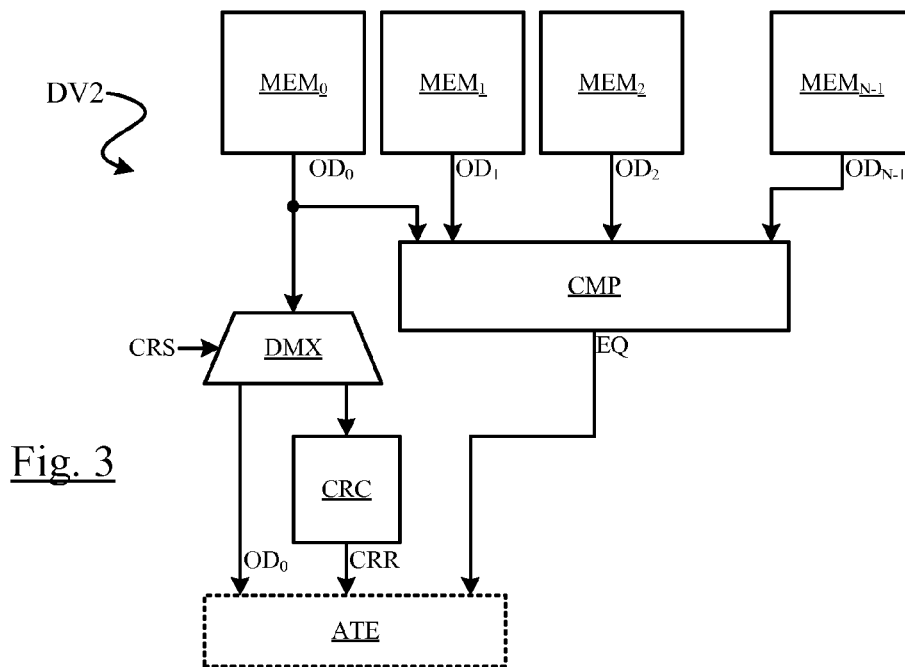 MEM0 MEM1 MEM2 MEMN-1
DV2
OD0 OD1 OD2 ODN-1
CMP
CRS DMX EQ
Fig. 3
CRC
OD0 CRR
ATE